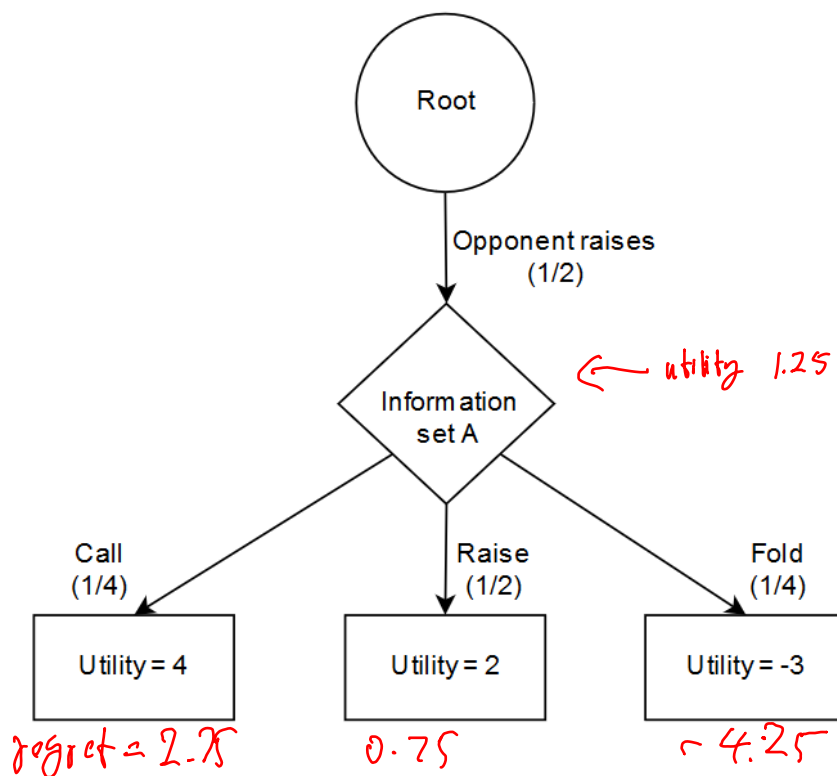 Root
Opponent raises
(1/2)
← utility 1.25
Information
set A
Call
(1/4)
Raise
(1/2)
Fold
(1/4)
Utility = 4
Utility = 2
Utility = -3
regret = 2.75
0.75
- 4.25